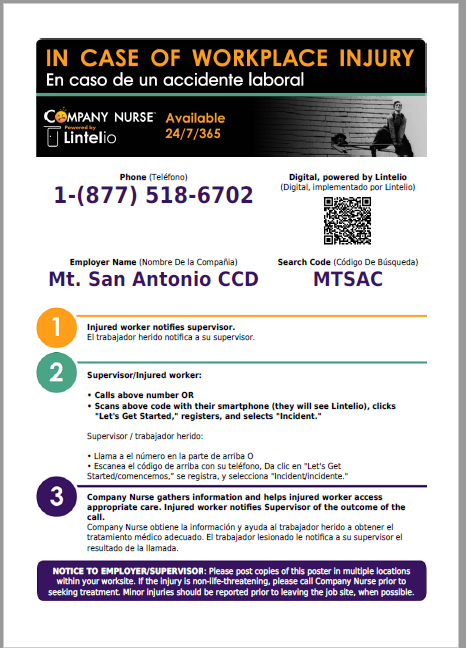 IN CASE OF WORKPLACE INJURY
En caso de un accidente laboral
COMPANY NURSE
Powered by
Lintelio
Available
24/7/365
Phone (Teléfono)
1-(877) 518-6702
Digital, powered by Lintelio
(Digital, implementado por Lintelio)
Employer Name (Nombre De la Compañia)
Mt. San Antonio CCD
Search Code (Código De Búsqueda)
MTSAC
1
Injured worker notifies supervisor.
El trabajador herido notifica a su supervisor.
2
Supervisor/Injured worker:
• Calls above number OR
• Scans above code with their smartphone (they will see Lintelio), clicks
"Let's Get Started," registers, and selects "Incident."
Supervisor / trabajador herido:
• Llama a el número en la parte de arriba O
• Escanea el código de arriba con su teléfono, Da clic en "Let's Get
Started/comencemos," se registra, y selecciona "Incident/incidente."
3
Company Nurse gathers information and helps injured worker access
appropriate care. Injured worker notifies Supervisor of the outcome of the
call.
Company Nurse obtiene la información y ayuda al trabajador herido a obtener el
tratamiento médico adecuado. El trabajador lesionado le notifica a su supervisor el
resultado de la llamada.
NOTICE TO EMPLOYER/SUPERVISOR: Please post copies of this poster in multiple locations
within your worksite. If the injury is non-life-threatening, please call Company Nurse prior to
seeking treatment. Minor injuries should be reported prior to leaving the job site, when possible.